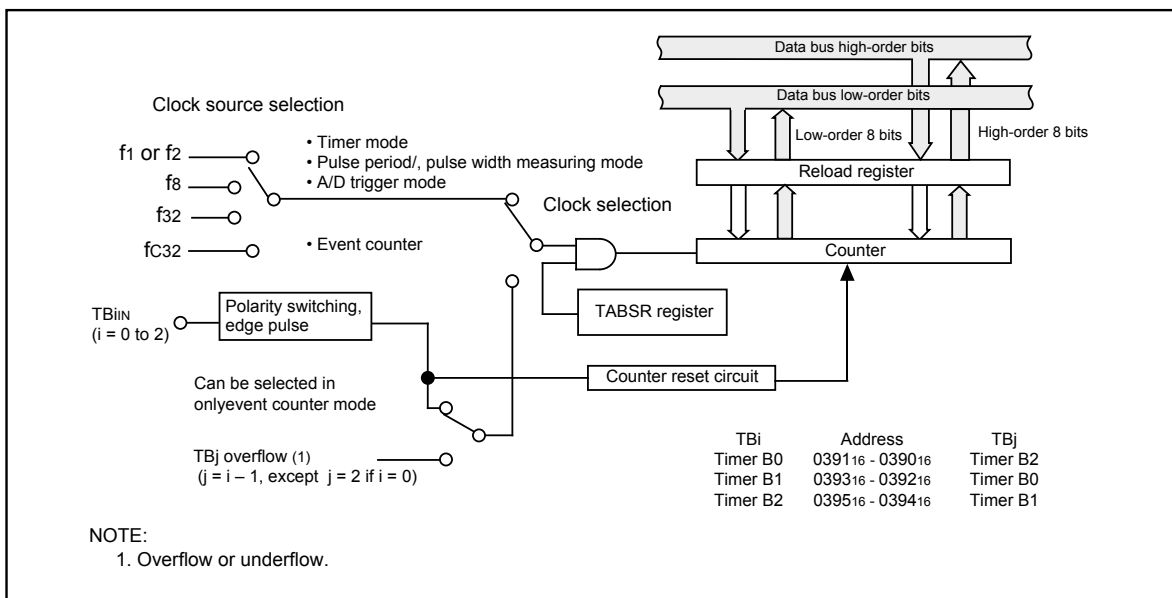 Data bus high-order bits
Data bus low-order bits
Clock source selection
Low-order 8 bits
High-order 8 bits
f1 or f2
f8
f32
fC32
• Timer mode
• Pulse period/, pulse width measuring mode
• A/D trigger mode
Reload register
Clock selection
• Event counter
Counter
TBiIN
(i = 0 to 2)
Polarity switching,
edge pulse
TABSR register
Counter reset circuit
Can be selected in
onlyevent counter mode
TBj overflow (1)
(j = i – 1, except j = 2 if i = 0)
TBi Address TBj
Timer B0 039116 - 039016 Timer B2
Timer B1 039316 - 039216 Timer B0
Timer B2 039516 - 039416 Timer B1
NOTE:
1. Overflow or underflow.